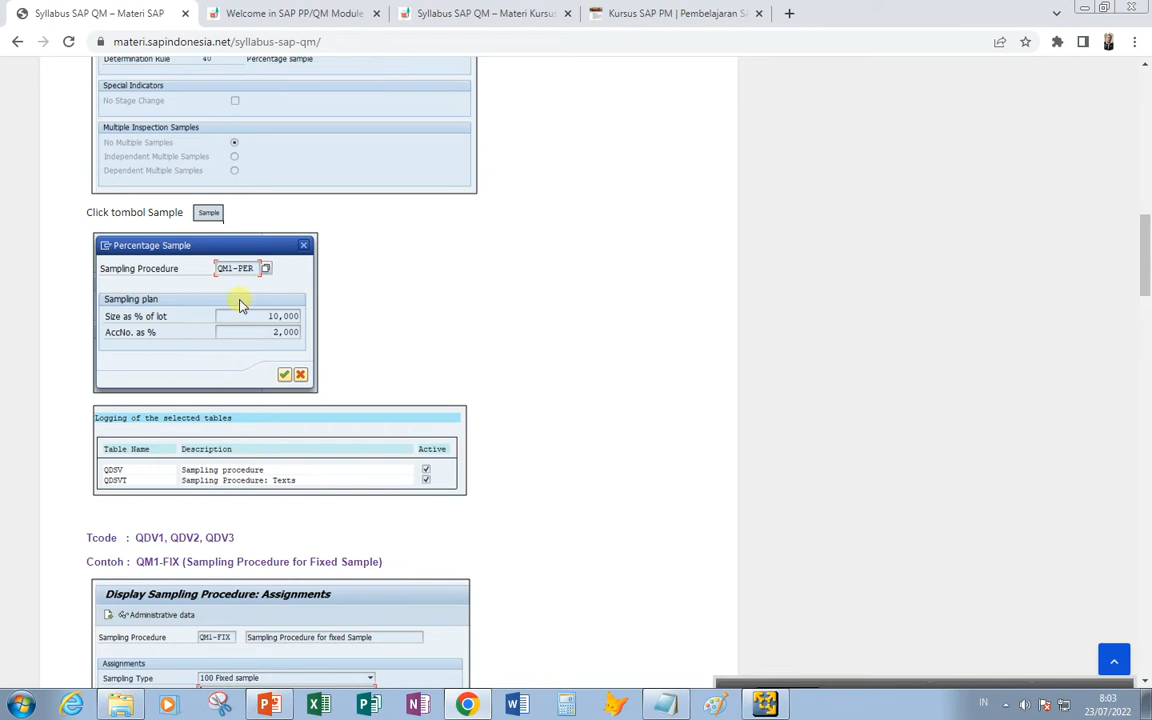 Syllabus SAP QM – Materi SAP
Welcome in SAP PP/QM Module
Syllabus SAP QM – Materi Kursus
Kursus SAP PM | Pembelajaran SA
materi.sapindonesia.net/syllabus-sap-qm/
Determination Rule 40 Percentage sample
Special Indicators
No Stage Change
Multiple Inspection Samples
No Multiple Samples
Independent Multiple Samples
Dependent Multiple Samples
Click tombol Sample Sample
Percentage Sample
Sampling Procedure QM1-PER
Sampling plan
Size as % of lot 10,000
AccNo. as % 2,000
Logging of the selected tables
Table Name Description Active
QDSV Sampling procedure
QDSVT Sampling Procedure: Texts
Tcode : QDV1, QDV2, QDV3
Contoh : QM1-FIX (Sampling Procedure for Fixed Sample)
Display Sampling Procedure: Assignments
Administrative data
Sampling Procedure QM1-FIX Sampling Procedure for fixed Sample
Assignments
Sampling Type 100 Fixed sample
IN
8:03
23/07/2022